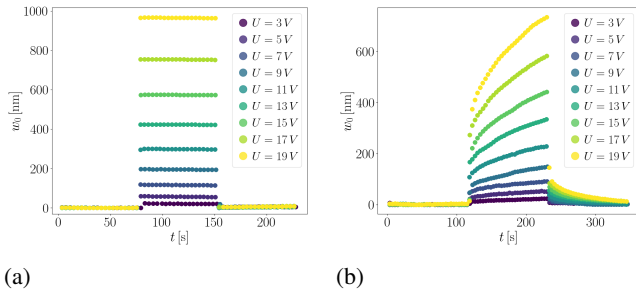 1000
800
600
400
200
0
w₀ [nm]
0
100
200
t [s]
U = 3 V
U = 5 V
U = 7 V
U = 9 V
U = 11 V
U = 13 V
U = 15 V
U = 17 V
U = 19 V
(a)
600
400
200
0
w₀ [nm]
0
100
200
300
t [s]
U = 3 V
U = 5 V
U = 7 V
U = 9 V
U = 11 V
U = 13 V
U = 15 V
U = 17 V
U = 19 V
(b)